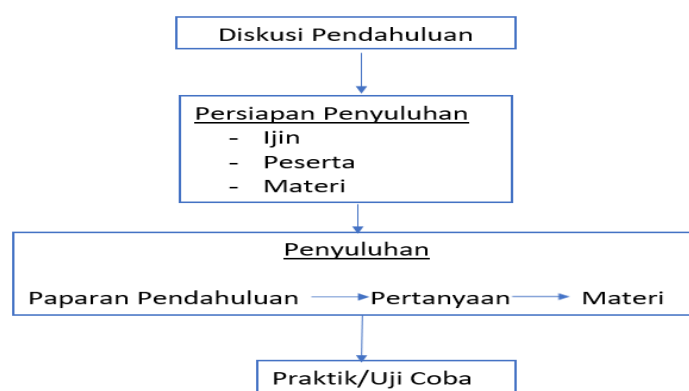 Diskusi Pendahuluan
Persiapan Penyuluhan
- Ijin
- Peserta
- Materi
Penyuluhan
Paparan Pendahuluan Pertanyaan Materi
Praktik/Uji Coba